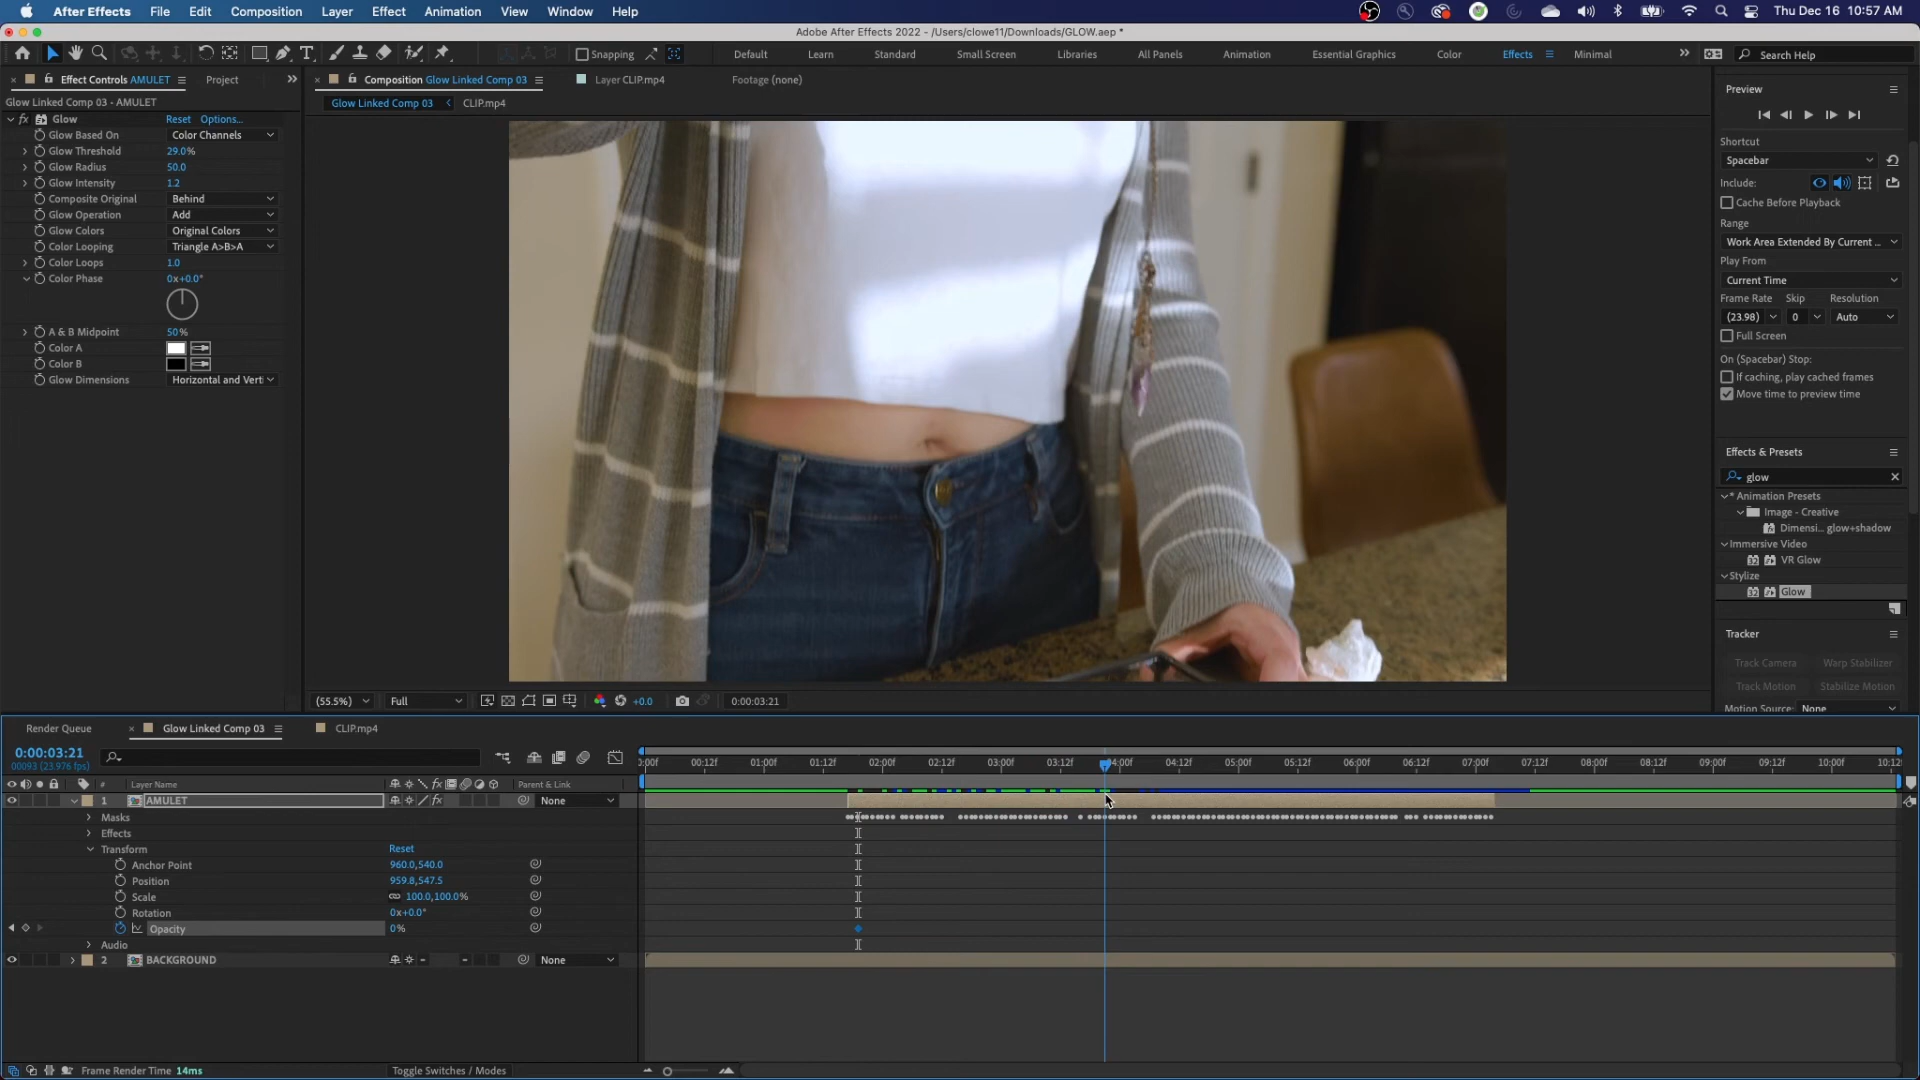 After Effects File Edit Composition Layer Effect Animation View Window Help Thu Dec 16 10:57 AM
Adobe After Effects 2022 - /Users/clowe11/Downloads/GLOW.aep *
Snapping Default Learn Standard Small Screen Libraries All Panels Animation Essential Graphics Color Effects Minimal Search Help
Effect Controls AMULET Project Composition Glow Linked Comp 03 Layer CLIP.mp4 Footage (none)
Glow Linked Comp 03 - AMULET
Glow Linked Comp 03 CLIP.mp4
fx Glow Reset Options...
Glow Based On Color Channels
Glow Threshold 29.0%
Glow Radius 50.0
Glow Intensity 1.2
Composite Original Behind
Glow Operation Add
Glow Colors Original Colors
Color Looping Triangle A>B>A
Color Loops 1.0
Color Phase 0x+0.0°
A & B Midpoint 50%
Color A
Color B
Glow Dimensions Horizontal and Verti
Preview
Shortcut
Spacebar
Include:
Cache Before Playback
Range
Work Area Extended By Current ...
Play From
Current Time
Frame Rate Skip Resolution
(23.98) 0 Auto
Full Screen
On (Spacebar) Stop:
If caching, play cached frames
Move time to preview time
Effects & Presets
glow
* Animation Presets
Image - Creative
Dimensi... glow+shadow
Immersive Video
32 VR Glow
Stylize
32 Glow
Tracker
Track Camera Warp Stabilizer
Track Motion Stabilize Motion
Motion Source: None
(55.5%) Full +0.0 0:00:03:21
Render Queue Glow Linked Comp 03 CLIP.mp4
0:00:03:21
00093 (23.976 fps)
:00f 00:12f 01:00f 01:12f 02:00f 02:12f 03:00f 03:12f 04:00f 04:12f 05:00f 05:12f 06:00f 06:12f 07:00f 07:12f 08:00f 08:12f 09:00f 09:12f 10:00f 10:12f
# Layer Name fx Parent & Link
1 AMULET fx None
Masks
Effects
Transform Reset
Anchor Point 960.0,540.0
Position 959.8,547.5
Scale 100.0,100.0%
Rotation 0x+0.0°
Opacity 0%
Audio
2 BACKGROUND None
Frame Render Time 14ms Toggle Switches / Modes